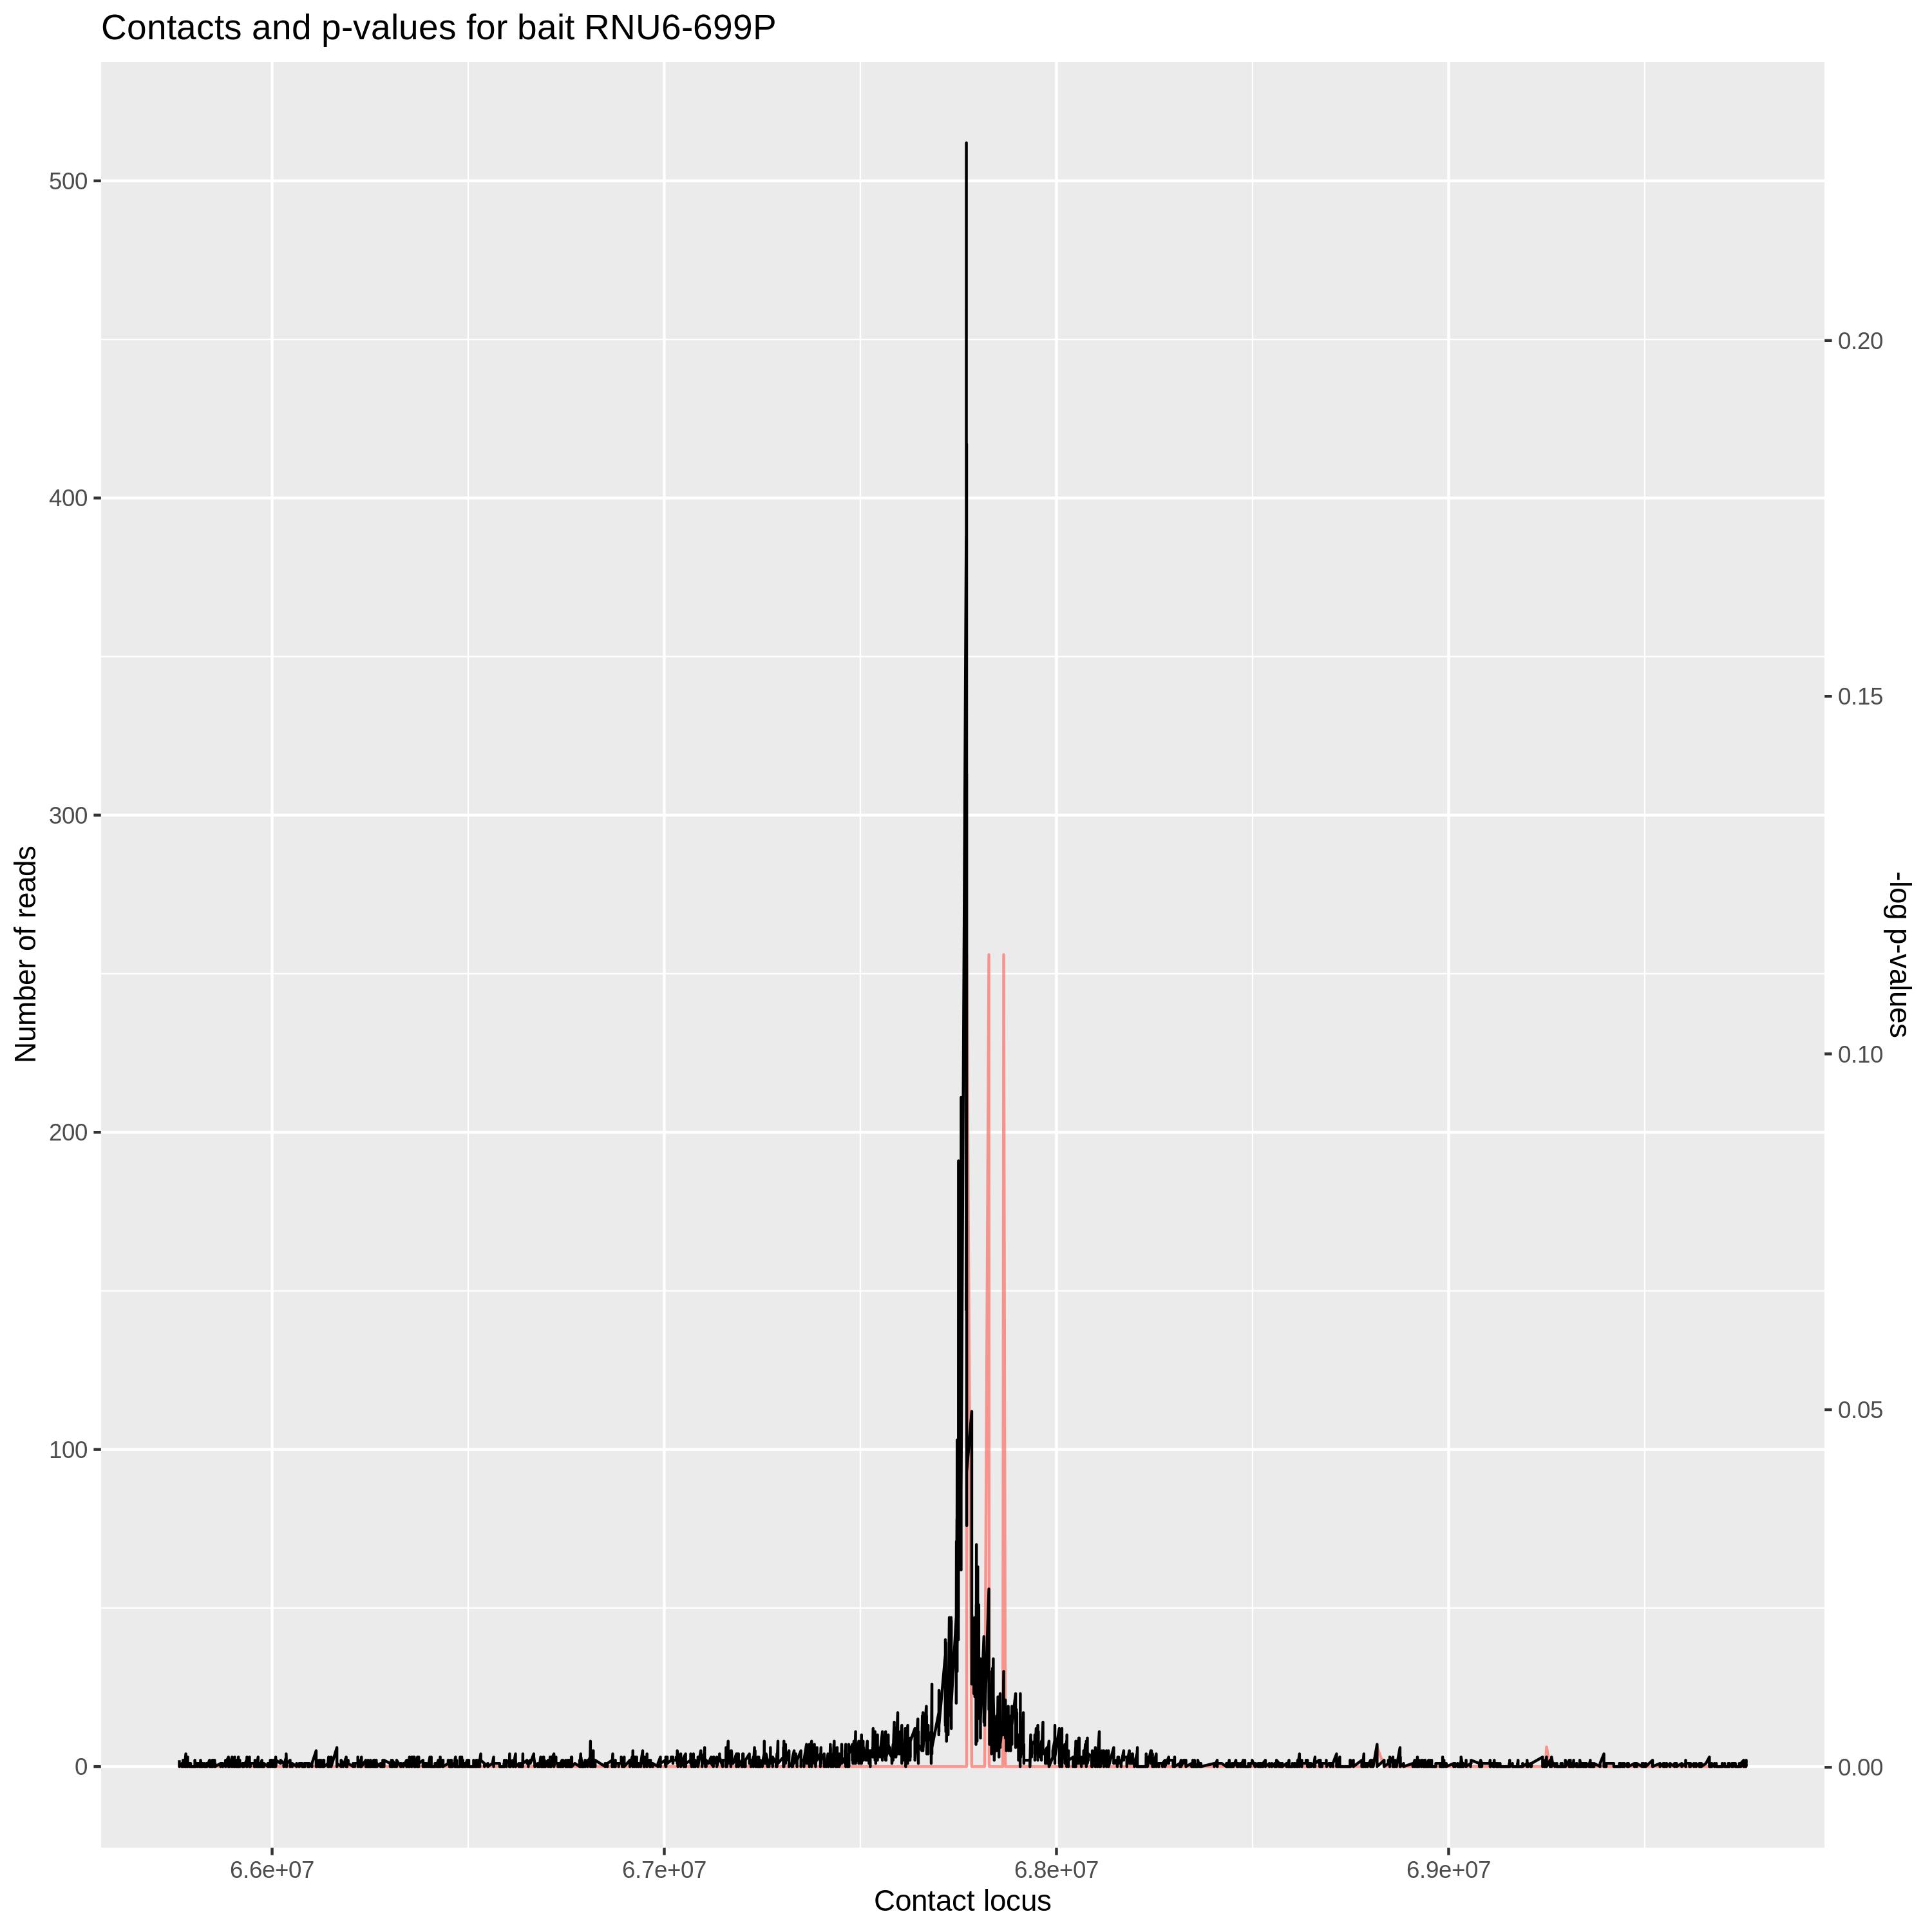 Contacts and p-values for bait RNU6-699P
500
400
300
200
100
0
Number of reads
0.20
0.15
0.10
0.05
0.00
-log p-values
6.6e+07 6.7e+07 6.8e+07 6.9e+07
Contact locus